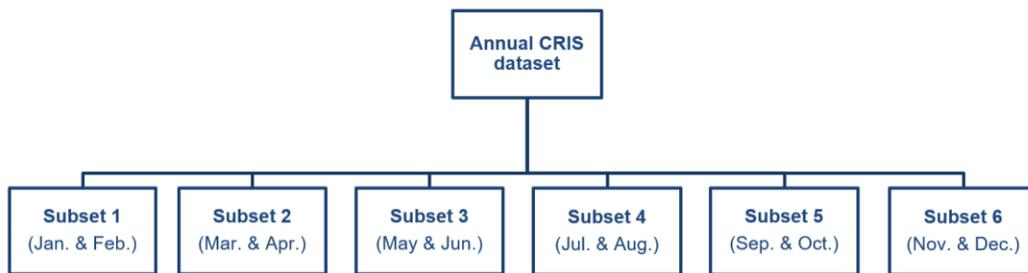 Annual CRIS
dataset
Subset 1
(Jan. & Feb.)
Subset 2
(Mar. & Apr.)
Subset 3
(May & Jun.)
Subset 4
(Jul. & Aug.)
Subset 5
(Sep. & Oct.)
Subset 6
(Nov. & Dec.)